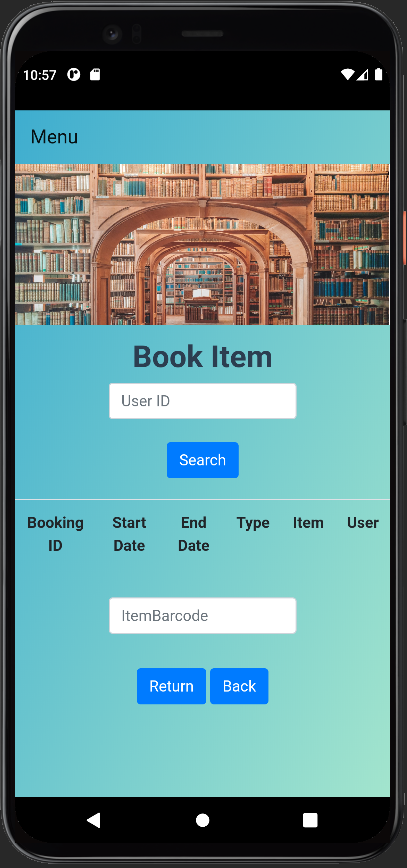 10:57
Menu
Book Item
User ID
Search
Booking ID Start Date End Date Type Item User
ItemBarcode
Return Back